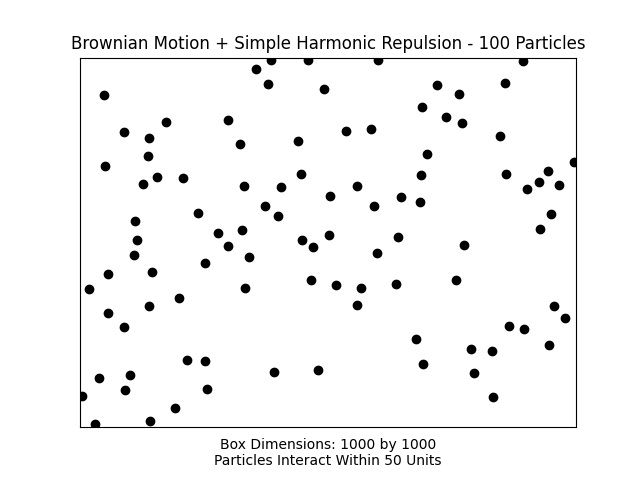 Brownian Motion + Simple Harmonic Repulsion - 100 Particles
Box Dimensions: 1000 by 1000
Particles Interact Within 50 Units